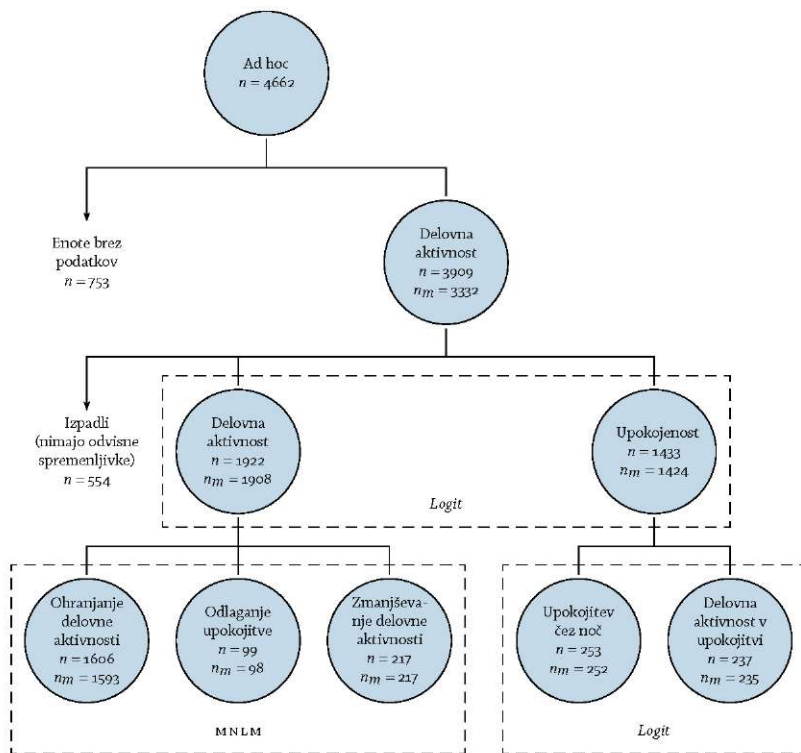 Ad hoc
n = 4662
Enote brez
podatkov
n = 753
Delovna
aktivnost
n = 3909
nm = 3332
Izpadli
(nimajo odvisne
spremenljivke)
n = 554
Delovna
aktivnost
n = 1922
nm = 1908
Upokojenost
n = 1433
nm = 1424
Logit
Ohranjanje
delovne
aktivnosti
n = 1606
nm = 1593
Odlaganje
upokojitve
n = 99
nm = 98
Zmanjševa-
nje delovne
aktivnosti
n = 217
nm = 217
MNLM
Upokojitev
čez noč
n = 253
nm = 252
Delovna
aktivnost v
upokojitvi
n = 237
nm = 235
Logit